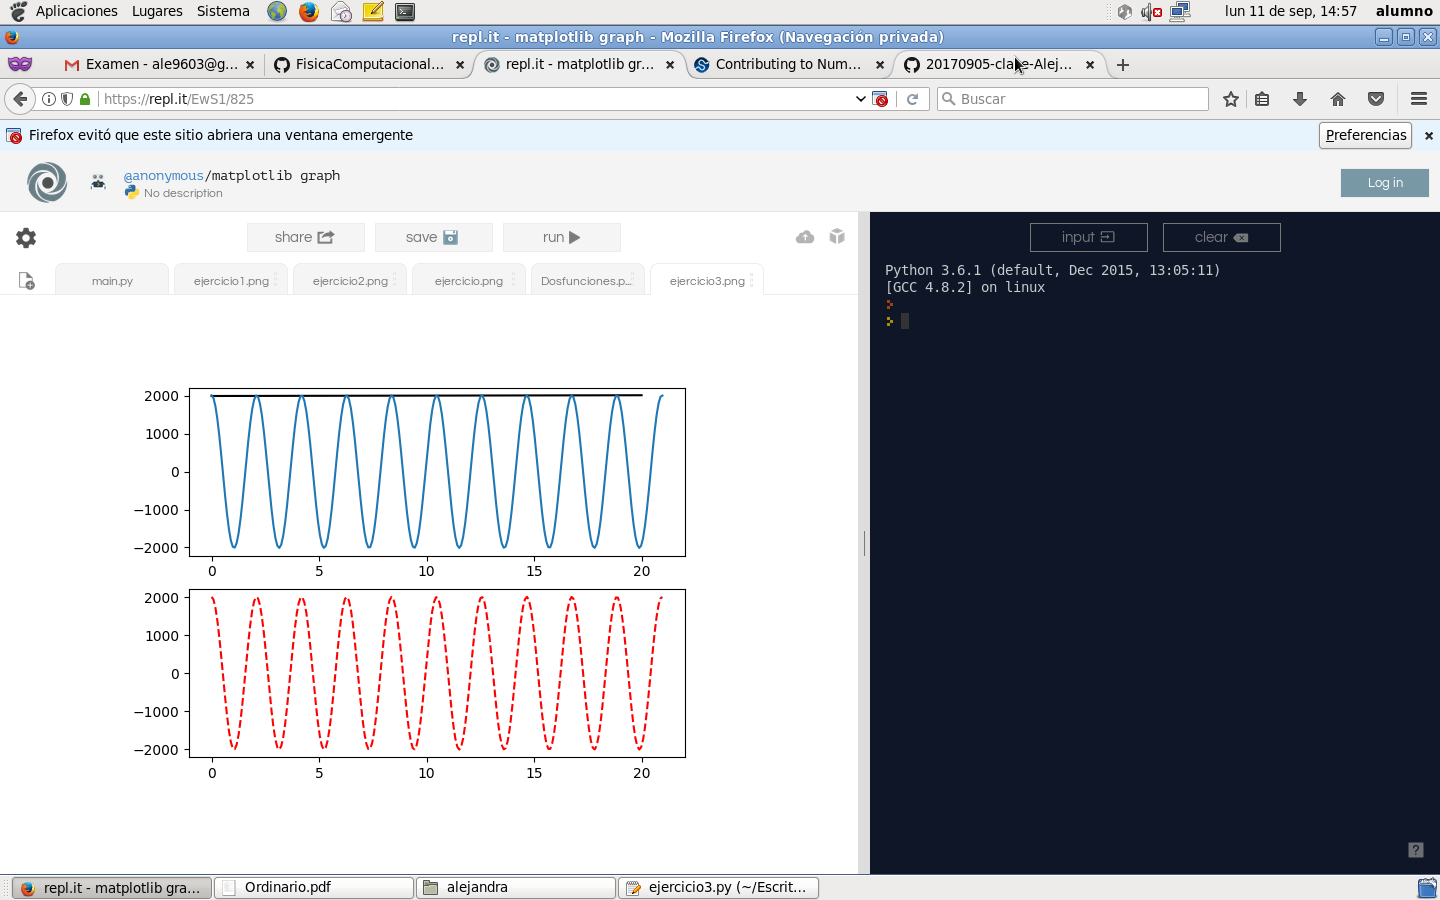 Aplicaciones Lugares Sistema lun 11 de sep, 14:57 alumno
repl.it - matplotlib graph - Mozilla Firefox (Navegación privada)
Examen - ale9603@g... FisicaComputacional... repl.it - matplotlib gr... Contributing to Num... 20170905-clase-Alej...
https://repl.it/EwS1/825 Buscar
Firefox evitó que este sitio abriera una ventana emergente Preferencias
@anonymous/matplotlib graph
No description
Log in
share save run
main.py ejercicio1.png ejercicio2.png ejercicio.png Dosfunciones.p... ejercicio3.png
2000
1000
0
−1000
−2000
0 5 10 15 20
2000
1000
0
−1000
−2000
0 5 10 15 20
input clear
Python 3.6.1 (default, Dec 2015, 13:05:11)
[GCC 4.8.2] on linux
?
repl.it - matplotlib gra... Ordinario.pdf alejandra ejercicio3.py (~/Escrit...